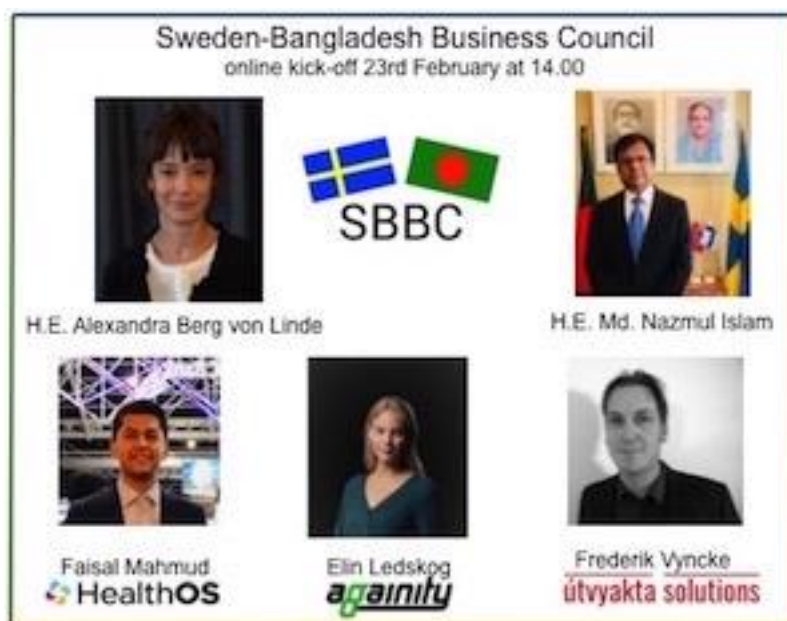 Sweden-Bangladesh Business Council
online kick-off 23rd February at 14.00
SBBC
H.E. Alexandra Berg von Linde
H.E. Md. Nazmul Islam
Faisal Mahmud
HealthOS
Elin Ledskog
againity
Frederik Vyncke
útvyakta solutions